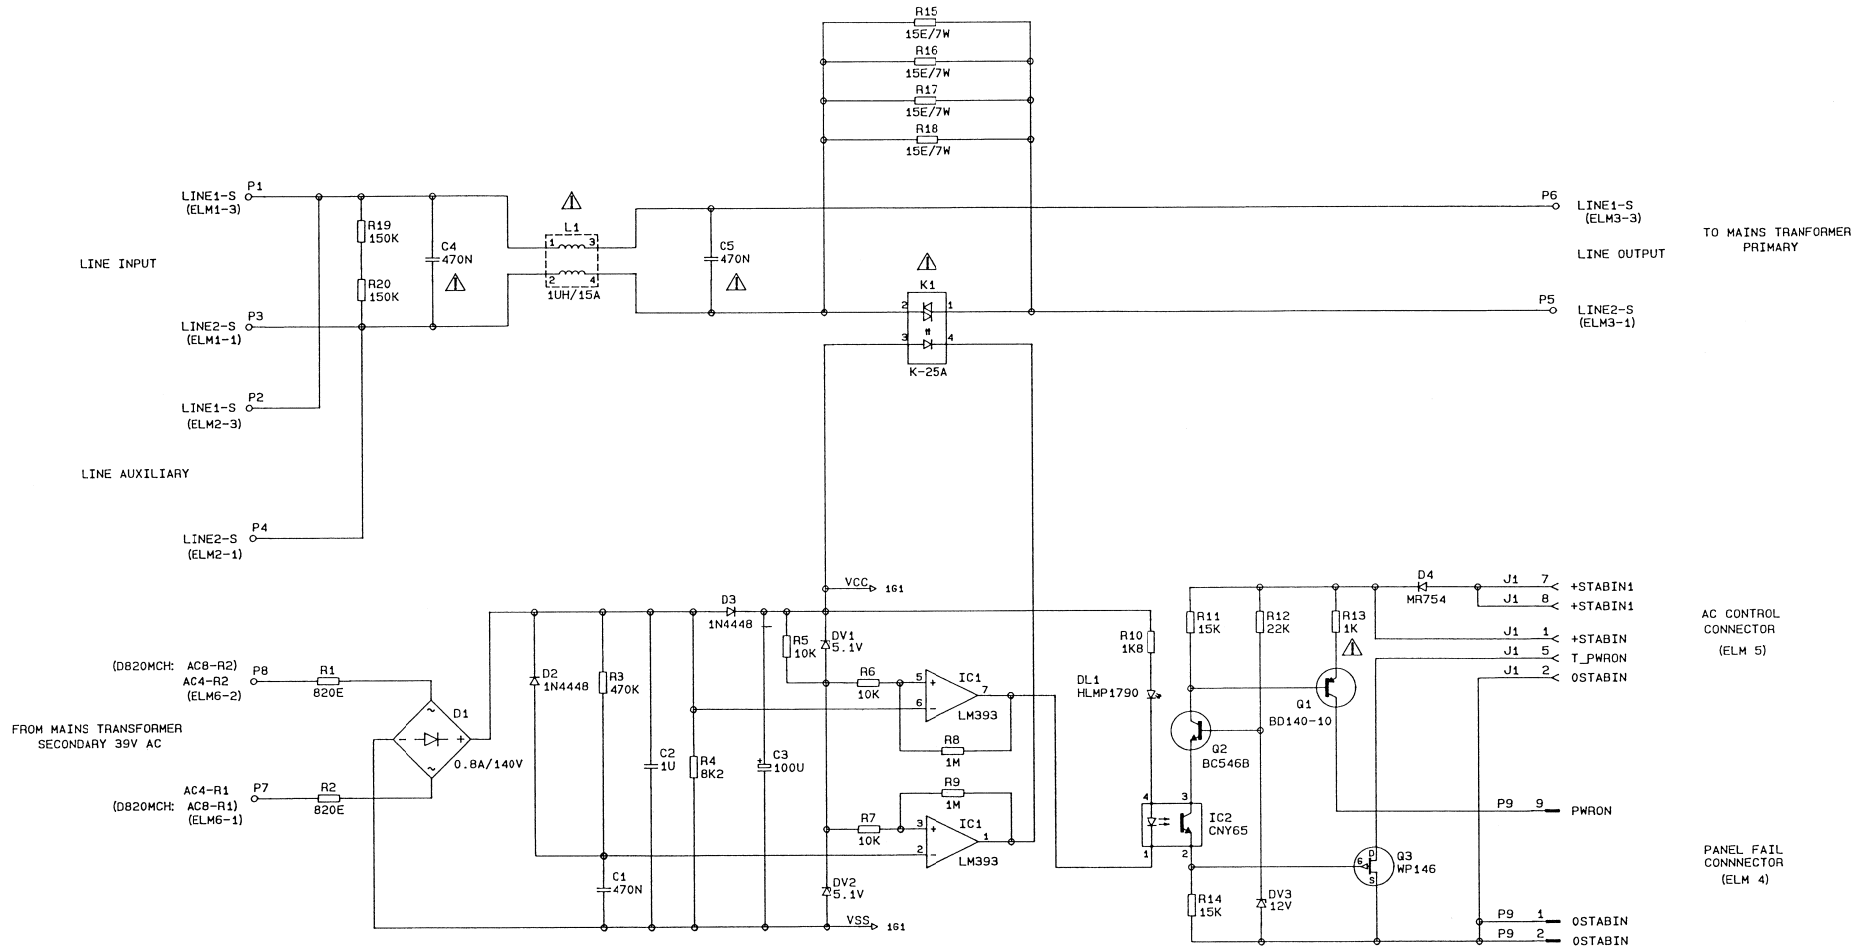 R15
15E/7W
R16
15E/7W
R17
15E/7W
R18
15E/7W
LINE1-S P1
(ELM1-3)
R19
150K
C4
470N
L1
1 3
2 4
1UH/15A
C5
470N
P6 LINE1-S
(ELM3-3)
TO MAINS TRANFORMER
PRIMARY
LINE INPUT
LINE OUTPUT
R20
150K
K1
2 1
3 4
K-25A
LINE2-S P3
(ELM1-1)
P5 LINE2-S
(ELM3-1)
LINE1-S P2
(ELM2-3)
LINE AUXILIARY
LINE2-S P4
(ELM2-1)
VCC 1G1
D3
1N4448
R5
10K
DV1
5.1V
R10
1K8
R11
15K
R12
22K
R13
1K
D4
MR754
J1 7 +STABIN1
J1 8 +STABIN1
J1 1 +STABIN
J1 5 T_PWRON
J1 2 0STABIN
AC CONTROL
CONNECTOR
(ELM 5)
(D820MCH: AC8-R2)
AC4-R2 P8
(ELM6-2)
R1
820E
D2
1N4448
R3
470K
R6
10K
5 + IC1
7
6 -
LM393
DL1
HLMP1790
Q1
BD140-10
FROM MAINS TRANSFORMER
SECONDARY 39V AC
D1
~
- +
~
0.8A/140V
C2
1U
R4
8K2
C3
+
100U
R8
1M
Q2
BC546B
AC4-R1 P7
(D820MCH: AC8-R1)
(ELM6-1)
R2
820E
R9
1M
R7
10K
3 + IC1
1
2 -
LM393
4 3
IC2
CNY65
1 2
P9 9 PWRON
C1
470N
DV2
5.1V
D
G
S
Q3
WP146
PANEL FAIL
CONNNECTOR
(ELM 4)
R14
15K
DV3
12V
VSS 1G1
P9 1 0STABIN
P9 2 0STABIN